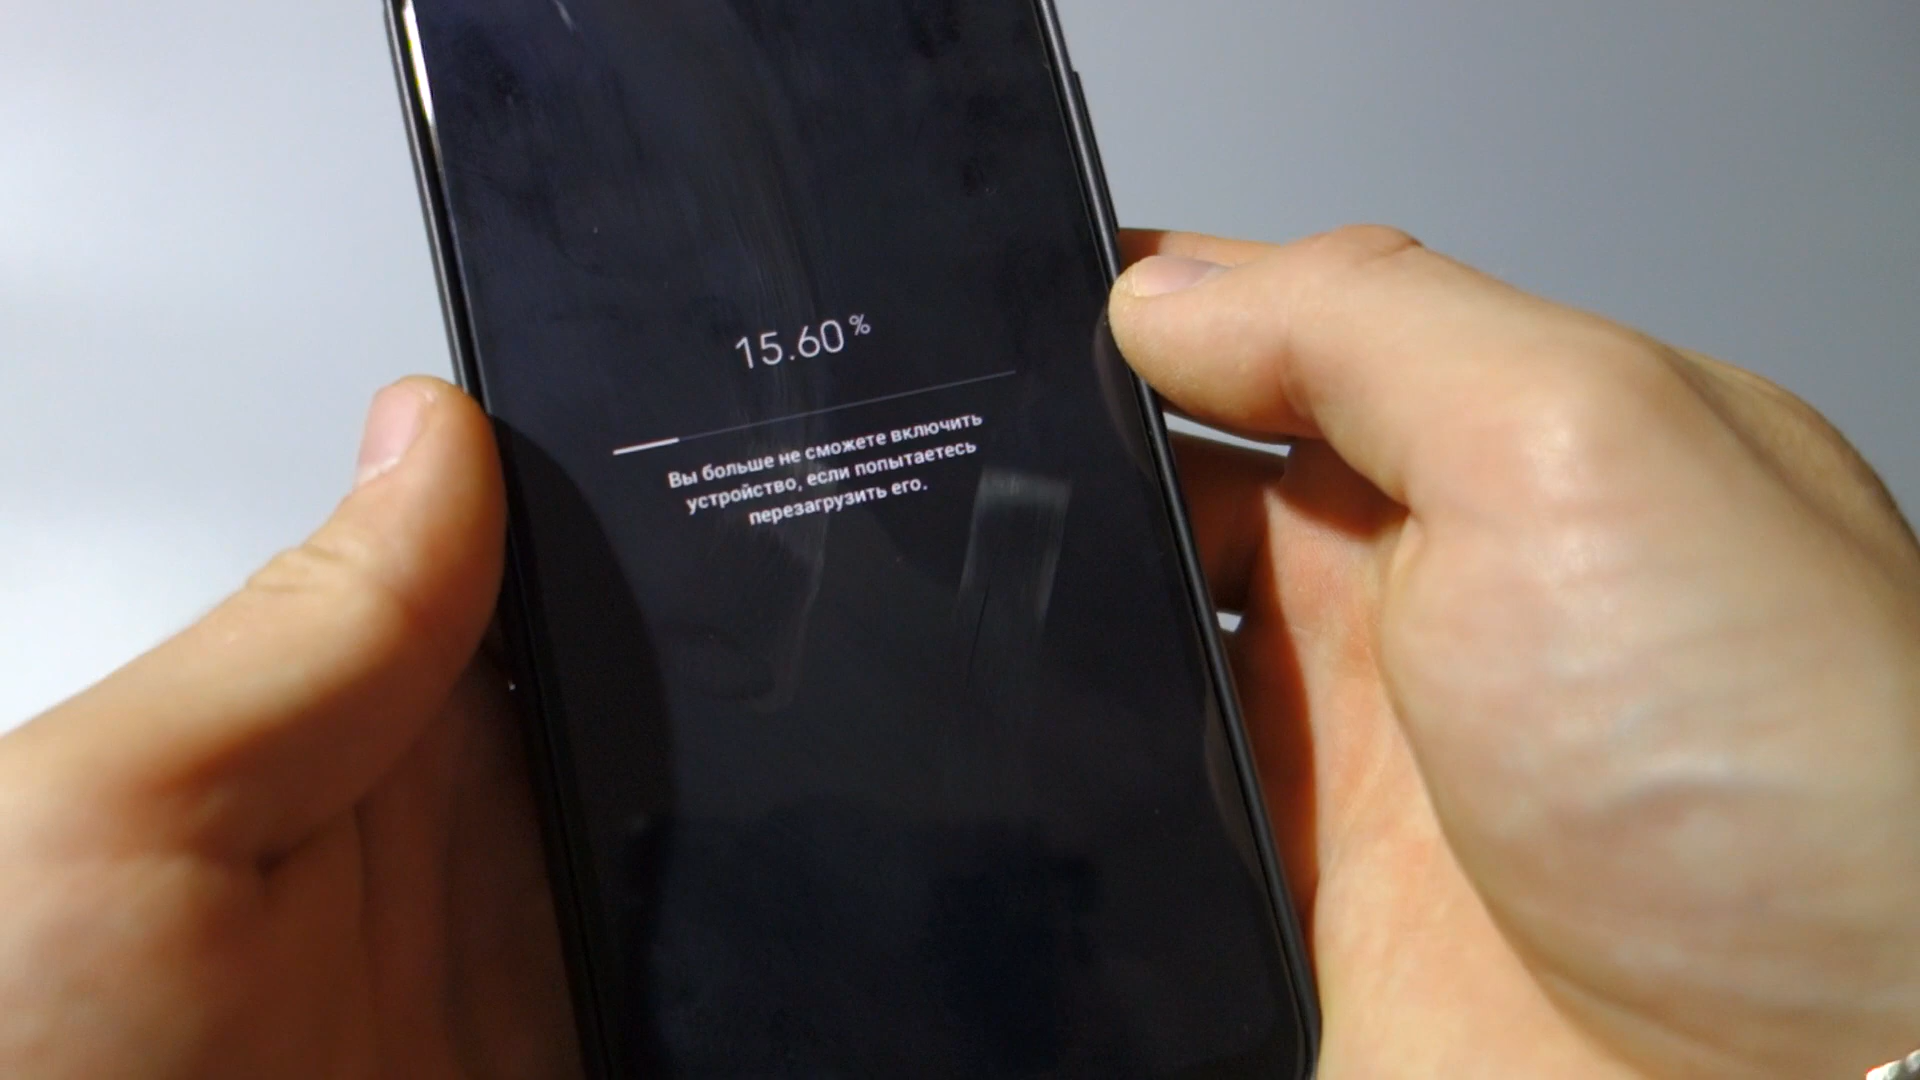 15.60%
Вы больше не сможете включить
устройство, если попытаетесь
перезагрузить его.